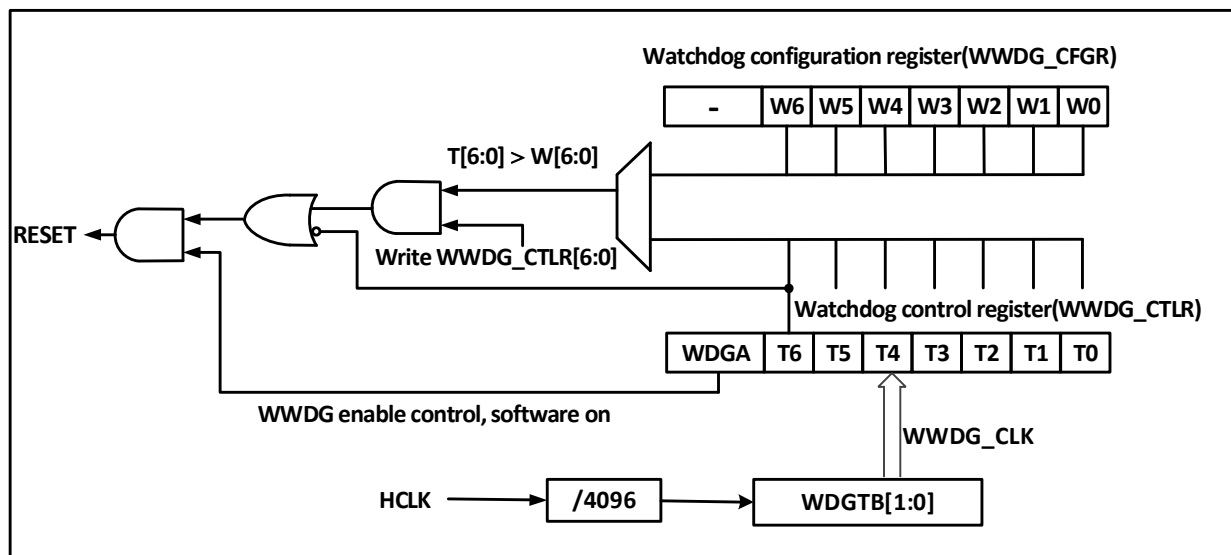 Watchdog configuration register(WWDG_CFGR)
- W6 W5 W4 W3 W2 W1 W0
T[6:0] > W[6:0]
RESET
Write WWDG_CTLR[6:0]
Watchdog control register(WWDG_CTLR)
WDGA T6 T5 T4 T3 T2 T1 T0
WWDG enable control, software on
WWDG_CLK
HCLK /4096 WDGTB[1:0]